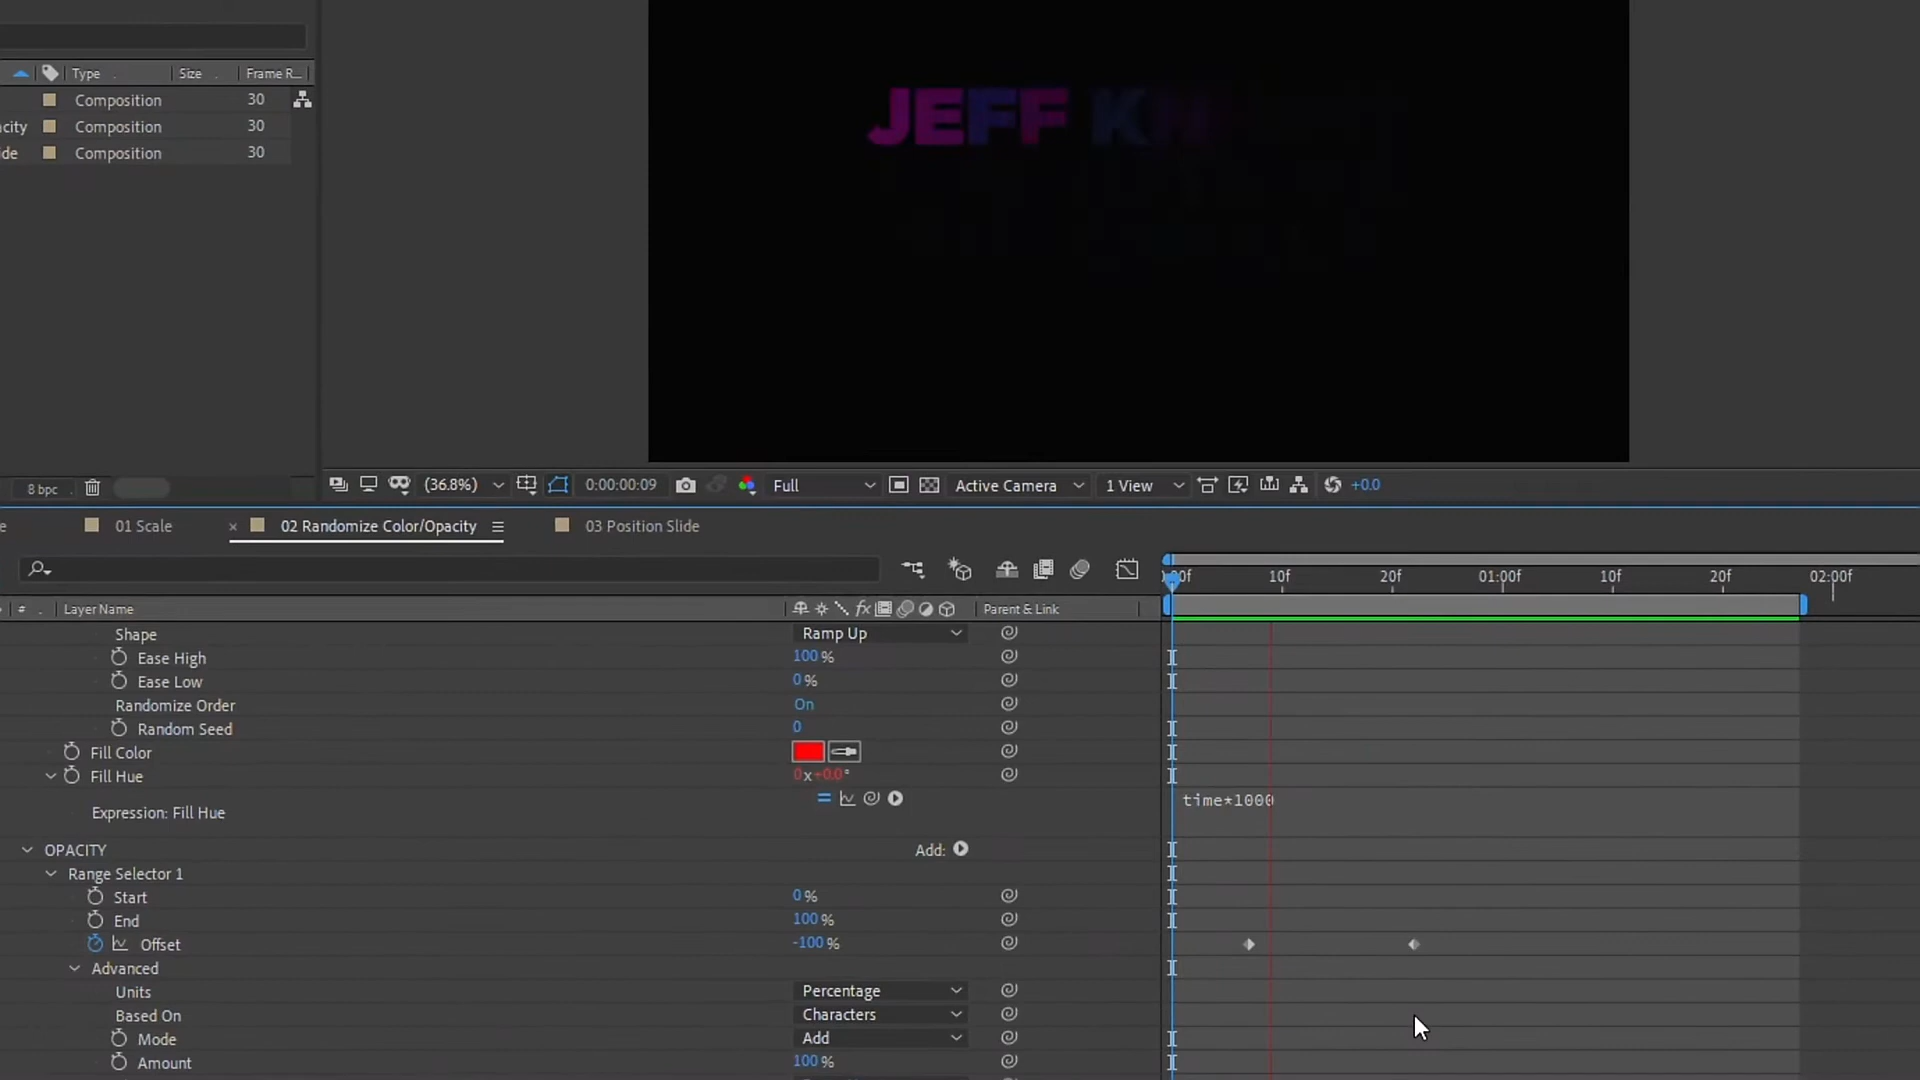 Type Size Frame R...
Composition 30
city Composition 30
de Composition 30
JEFF KN
8 bpc
(36.8%) 0:00:00:09 Full Active Camera 1 View +0.0
e 01 Scale × 02 Randomize Color/Opacity 03 Position Slide
:00f 10f 20f 01:00f 10f 20f 02:00f
# Layer Name fx Parent & Link
Shape Ramp Up
Ease High 100 %
Ease Low 0 %
Randomize Order On
Random Seed 0
Fill Color
Fill Hue 0x+0.0°
Expression: Fill Hue time*1000
OPACITY Add:
Range Selector 1
Start 0 %
End 100 %
Offset -100 %
Advanced
Units Percentage
Based On Characters
Mode Add
Amount 100 %